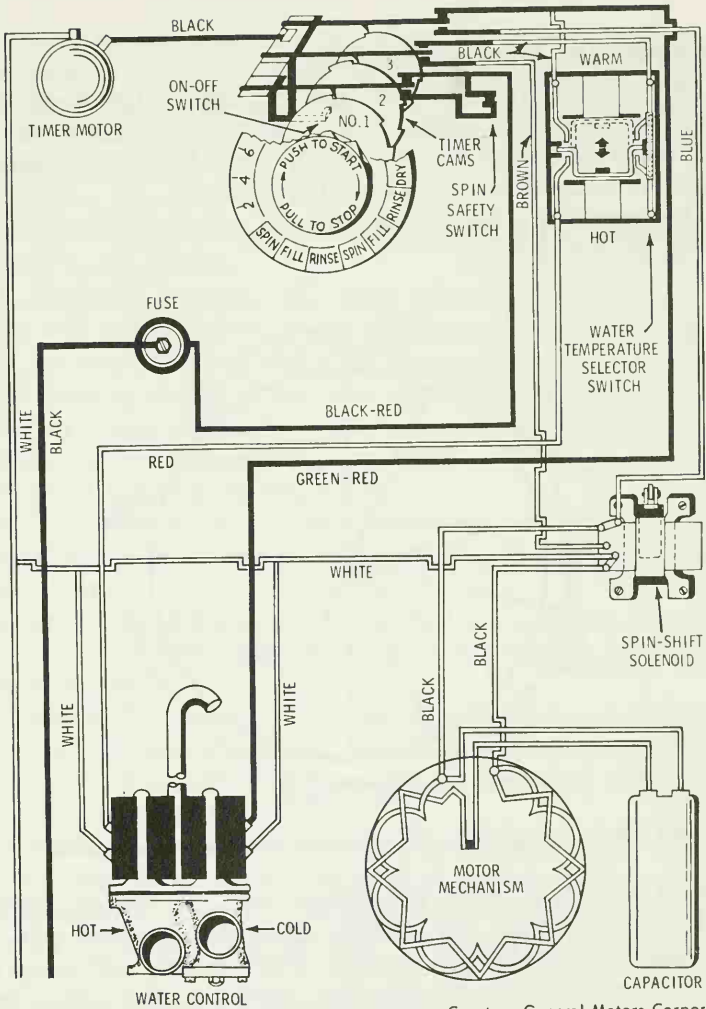 BLACK
TIMER MOTOR
ON-OFF
SWITCH
NO.1
2
3
PUSH TO START
PULL TO STOP
6
4
2
SPIN
FILL
RINSE
SPIN
FILL
RINSE
DRY
TIMER
CAMS
SPIN
SAFETY
SWITCH
BLACK
BROWN
WARM
HOT
BLUE
WATER
TEMPERATURE
SELECTOR
SWITCH
FUSE
WHITE
BLACK
BLACK-RED
RED
GREEN-RED
WHITE
SPIN-SHIFT
SOLENOID
WHITE
WHITE
BLACK
BLACK
HOT
COLD
WATER CONTROL
MOTOR
MECHANISM
CAPACITOR
General Motors